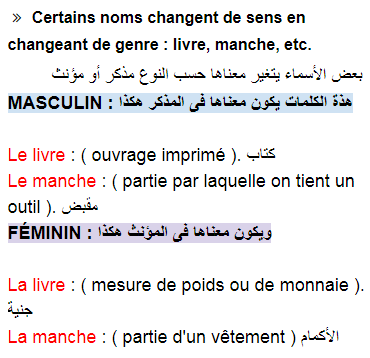 » Certains noms changent de sens en
changeant de genre : livre, manche, etc.
بعض الأسماء يتغير معناها حسب النوع مذكر أو مؤنث
MASCULIN : هذة الكلمات يكون معناها فى المذكر هكذا
Le livre : ( ouvrage imprimé ). كتاب
Le manche : ( partie par laquelle on tient un
outil ). مقبض
FÉMININ : ويكون معناها فى المؤنث هكذا
La livre : ( mesure de poids ou de monnaie ).
جنية
La manche : ( partie d'un vêtement ) الأكمام